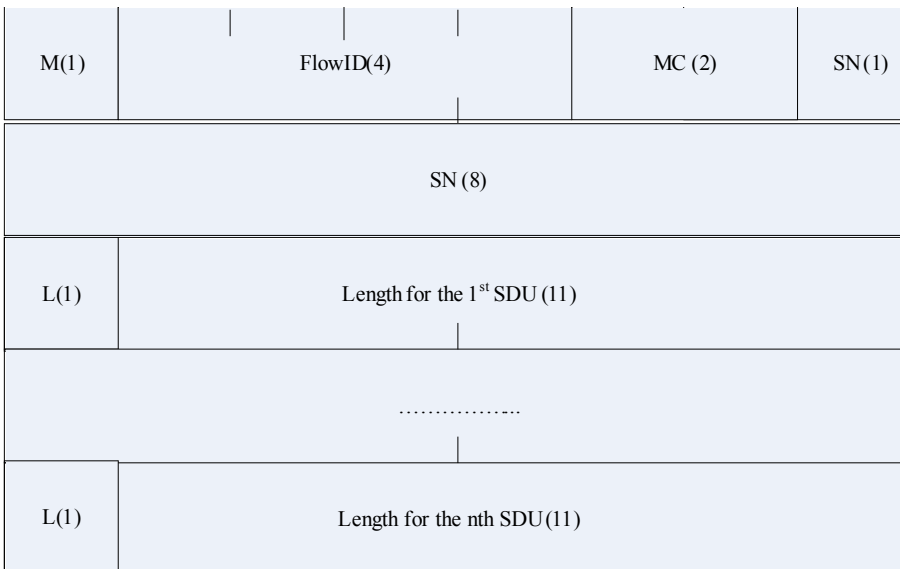 M(1) FlowID(4) MC (2) SN(1)
SN (8)
L(1) Length for the 1st SDU (11)
...................
L(1) Length for the nth SDU (11)